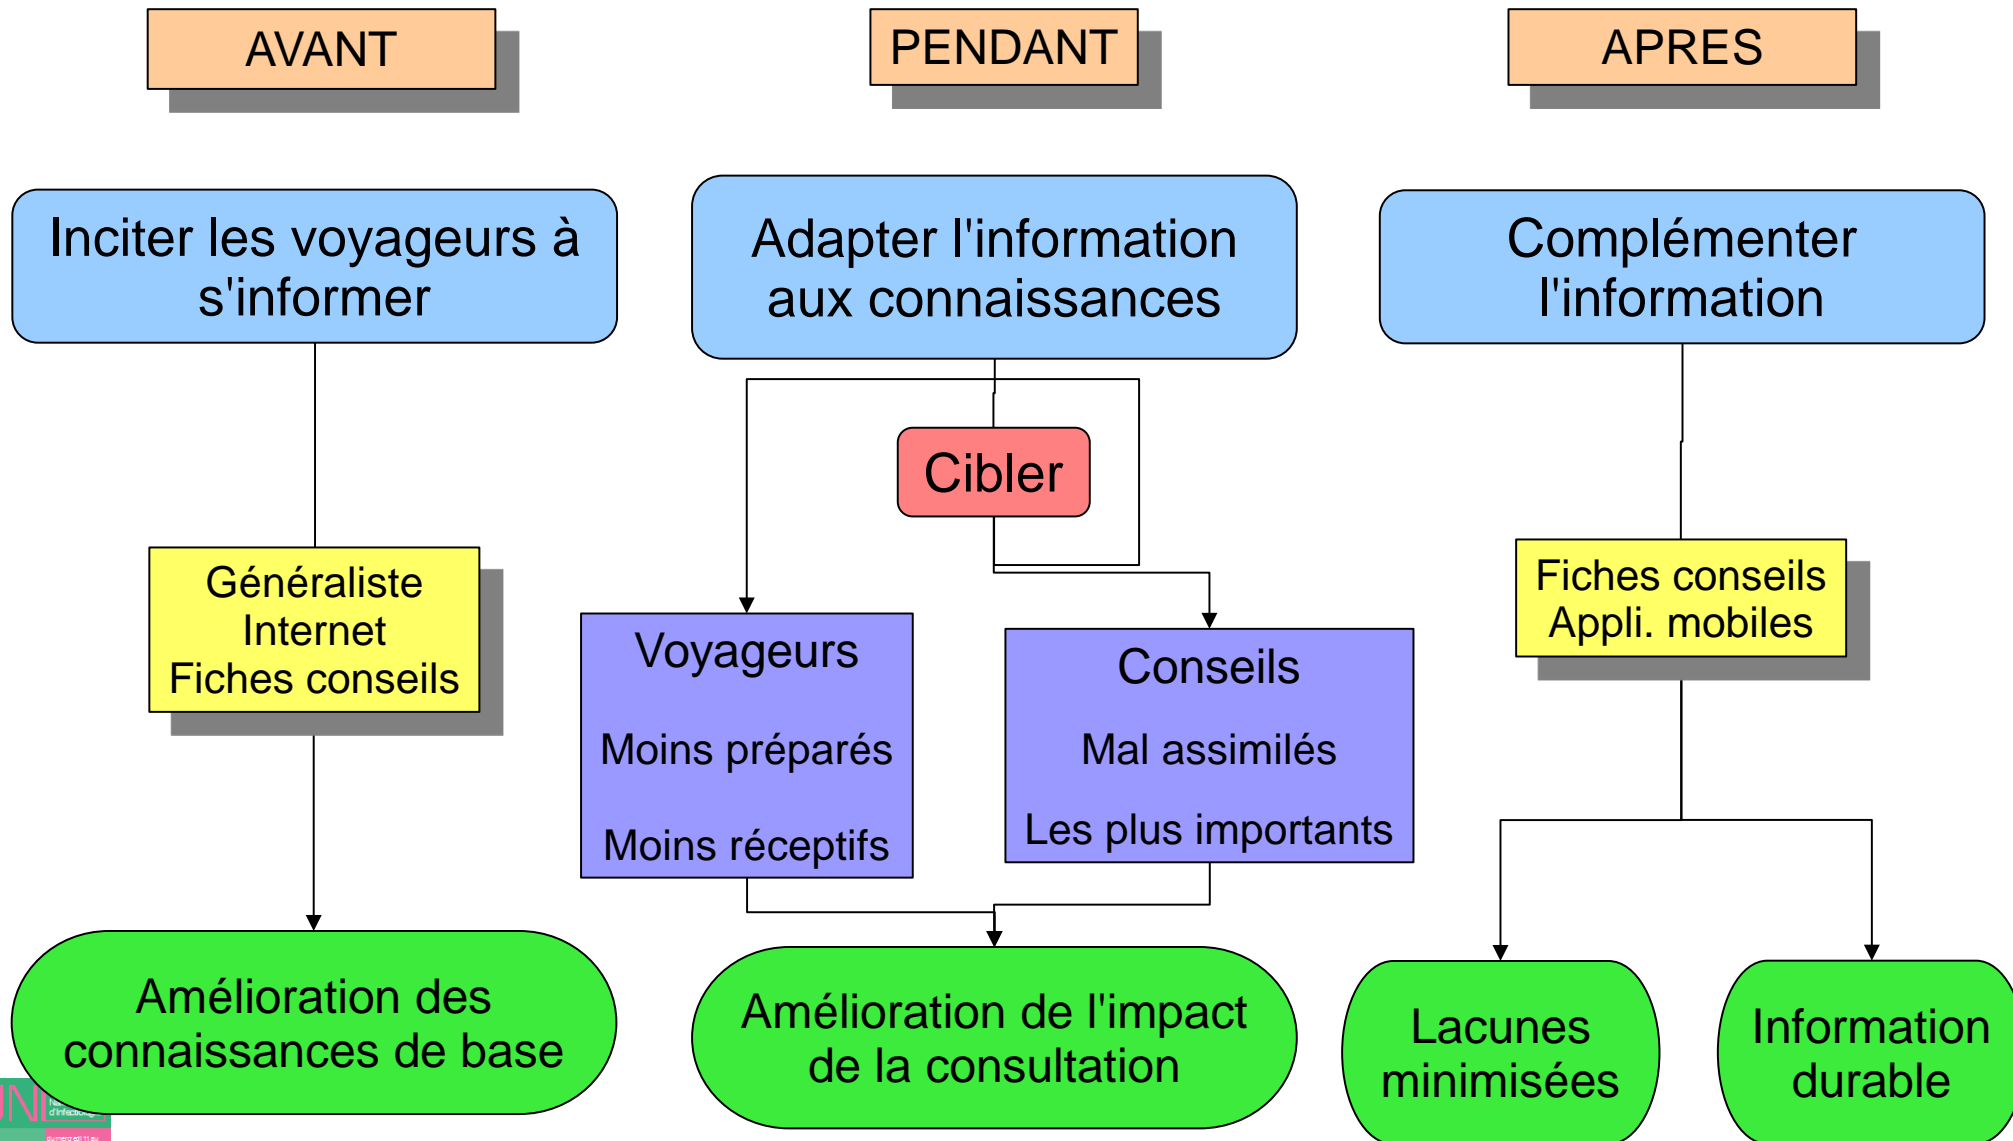 AVANT
PENDANT
APRES
Inciter les voyageurs à
s'informer
Adapter l'information
aux connaissances
Complémenter
l'information
Cibler
Généraliste
Internet
Fiches conseils
Voyageurs
Moins préparés
Moins réceptifs
Conseils
Mal assimilés
Les plus importants
Fiches conseils
Appli. mobiles
Amélioration des
connaissances de base
Amélioration de l'impact
de la consultation
Lacunes
minimisées
Information
durable